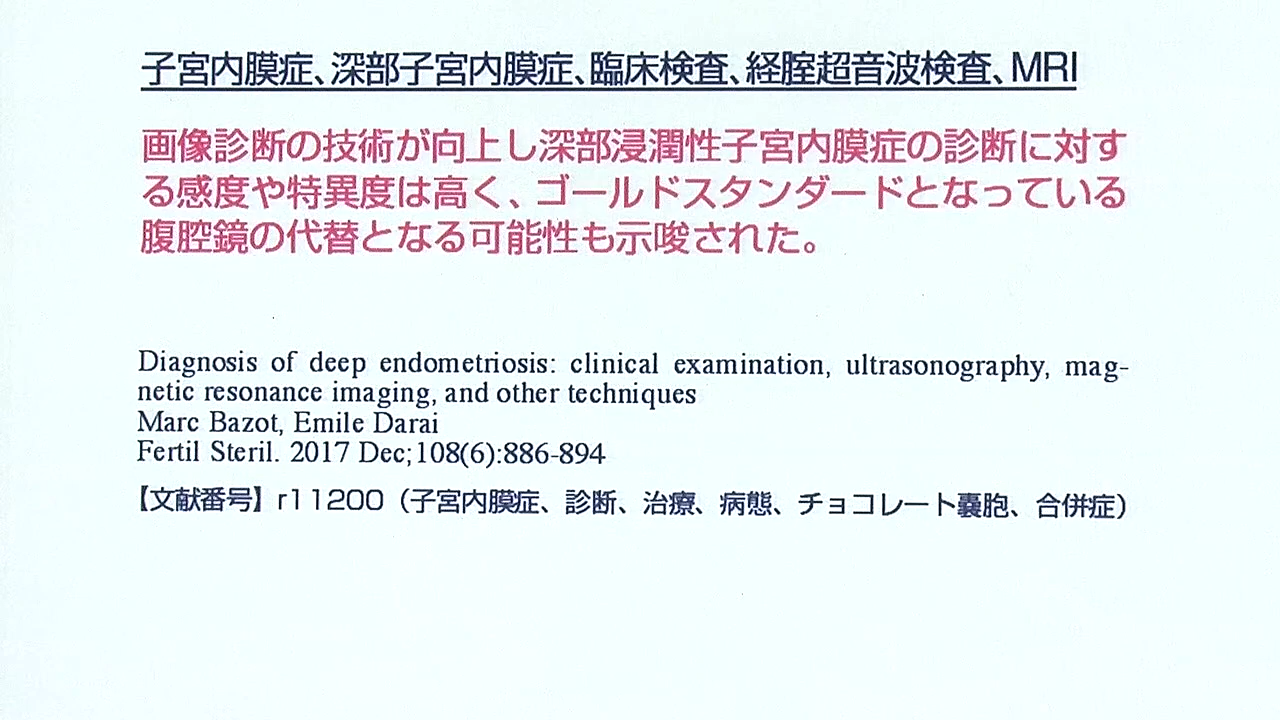 子宮内膜症、深部子宮内膜症、臨床検査、経腟超音波検査、MRI
画像診断の技術が向上し深部浸潤性子宮内膜症の診断に対す
る感度や特異度は高く、ゴールドスタンダードとなっている
腹腔鏡の代替となる可能性も示唆された。
Diagnosis of deep endometriosis: clinical examination, ultrasonography, mag-
netic resonance imaging, and other techniques
Marc Bazot, Emile Darai
Fertil Steril. 2017 Dec;108(6):886-894
【文献番号】r11200（子宮内膜症、診断、治療、病態、チョコレート嚢胞、合併症）